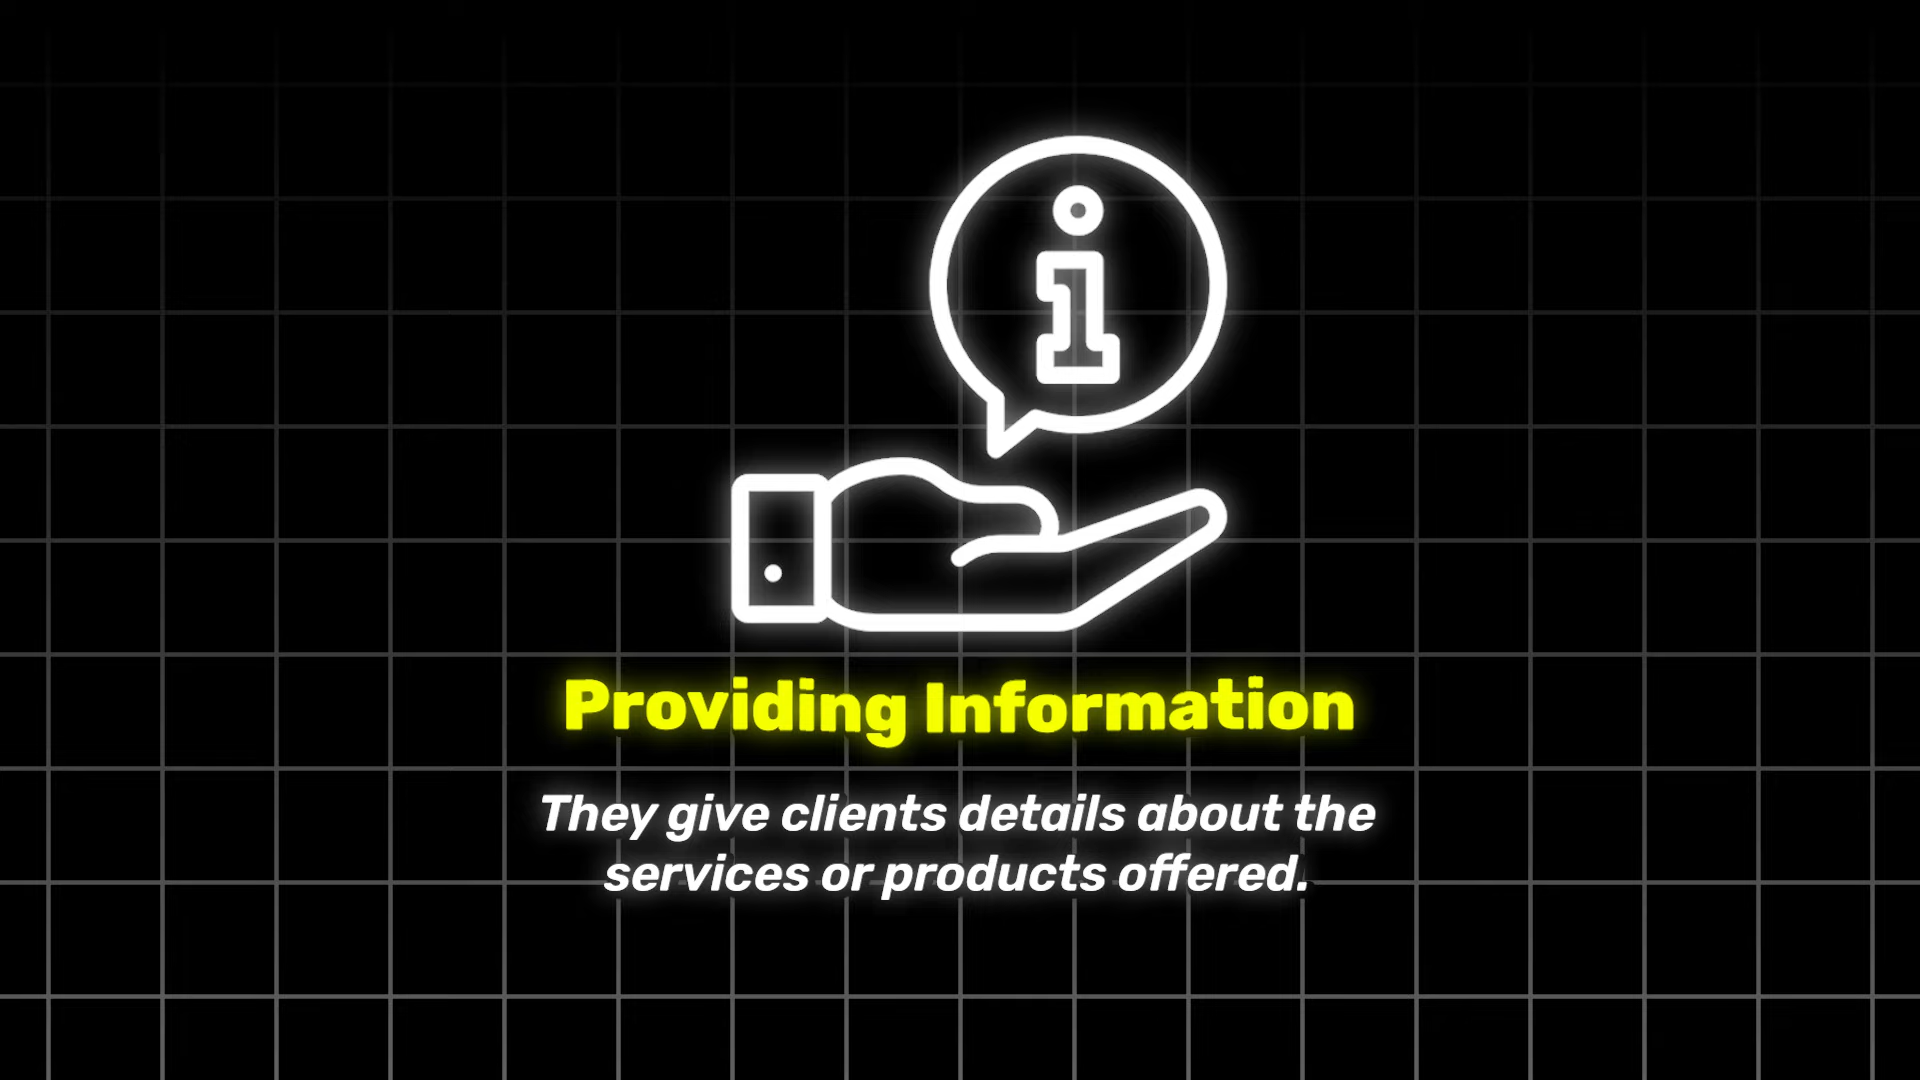 i
Providing Information
They give clients details about the
services or products offered.